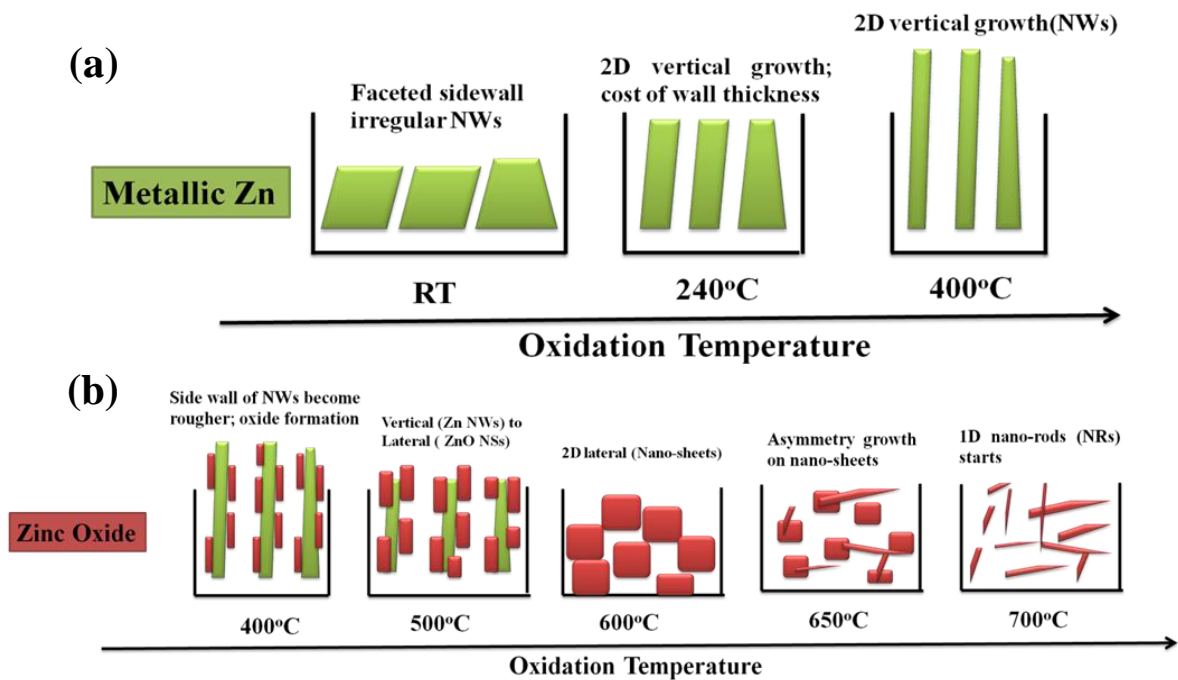 (a)
Faceted sidewall
irregular NWs
2D vertical growth;
cost of wall thickness
2D vertical growth(NWs)
Metallic Zn
RT
240°C
400°C
Oxidation Temperature
(b)
Side wall of NWs become
rougher; oxide formation
Vertical (Zn NWs) to
Lateral ( ZnO NSs)
2D lateral (Nano-sheets)
Asymmetry growth
on nano-sheets
1D nano-rods (NRs)
starts
Zinc Oxide
400°C
500°C
600°C
650°C
700°C
Oxidation Temperature